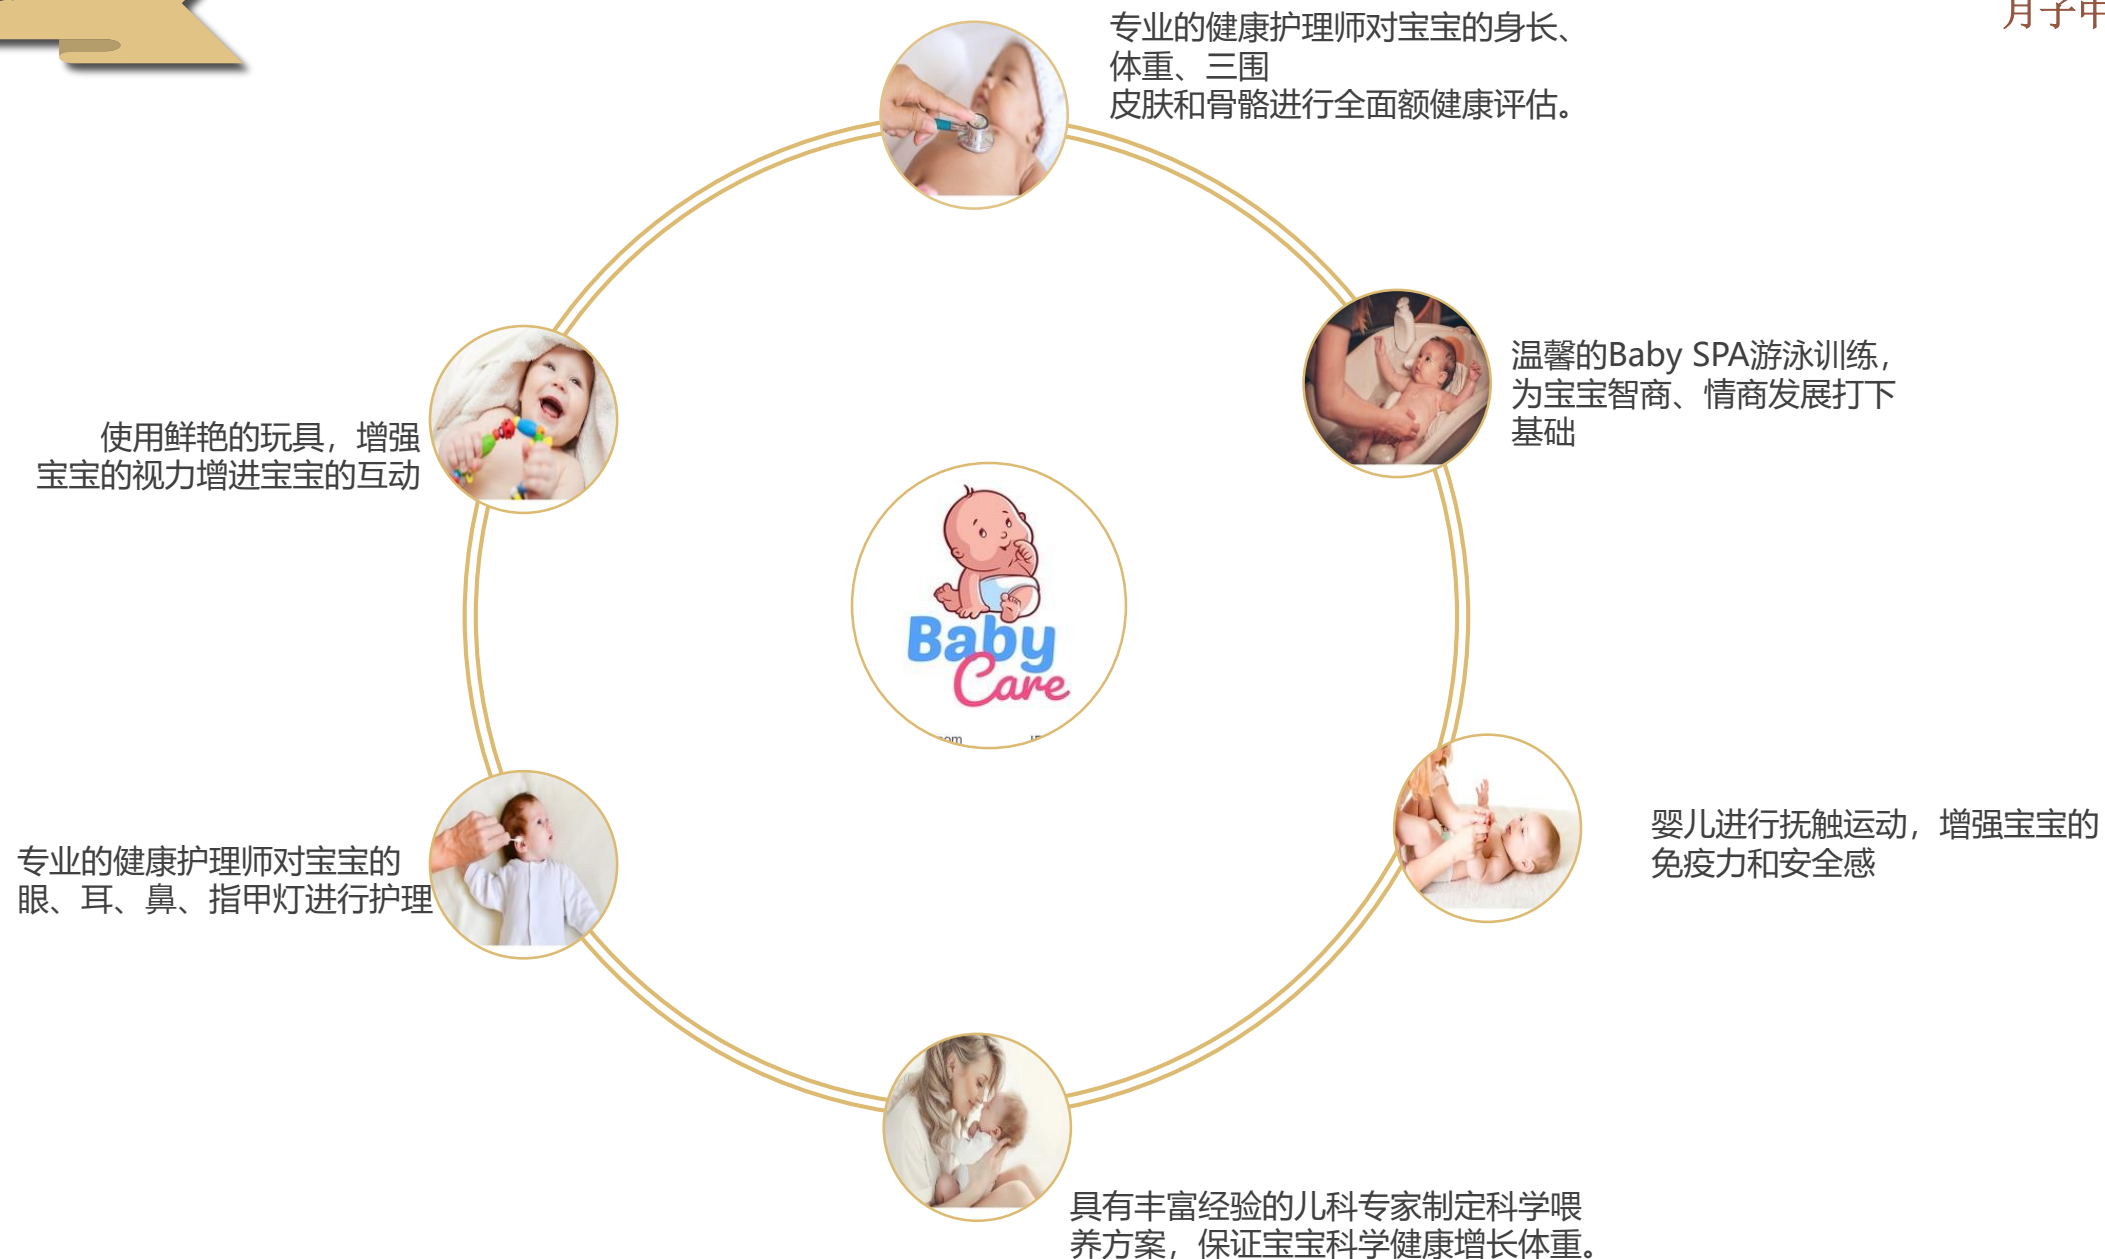 月子中
专业的健康护理师对宝宝的身长、
体重、三围
皮肤和骨骼进行全面额健康评估。
温馨的Baby SPA游泳训练，
为宝宝智商、情商发展打下
基础
使用鲜艳的玩具，增强
宝宝的视力增进宝宝的互动
Baby
Care
婴儿进行抚触运动，增强宝宝的
免疫力和安全感
专业的健康护理师对宝宝的
眼、耳、鼻、指甲灯进行护理
具有丰富经验的儿科专家制定科学喂
养方案，保证宝宝科学健康增长体重。